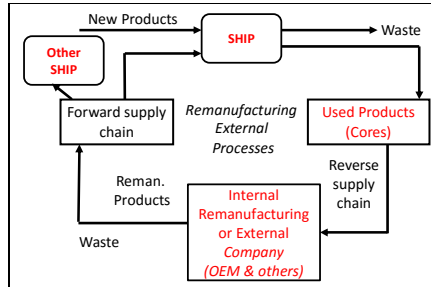 New Products
SHIP
Waste
Other
SHIP
Forward supply
chain
Remanufacturing
External
Processes
Used Products
(Cores)
Reverse
supply
chain
Reman.
Products
Internal
Remanufacturing
or External
Company
(OEM & others)
Waste